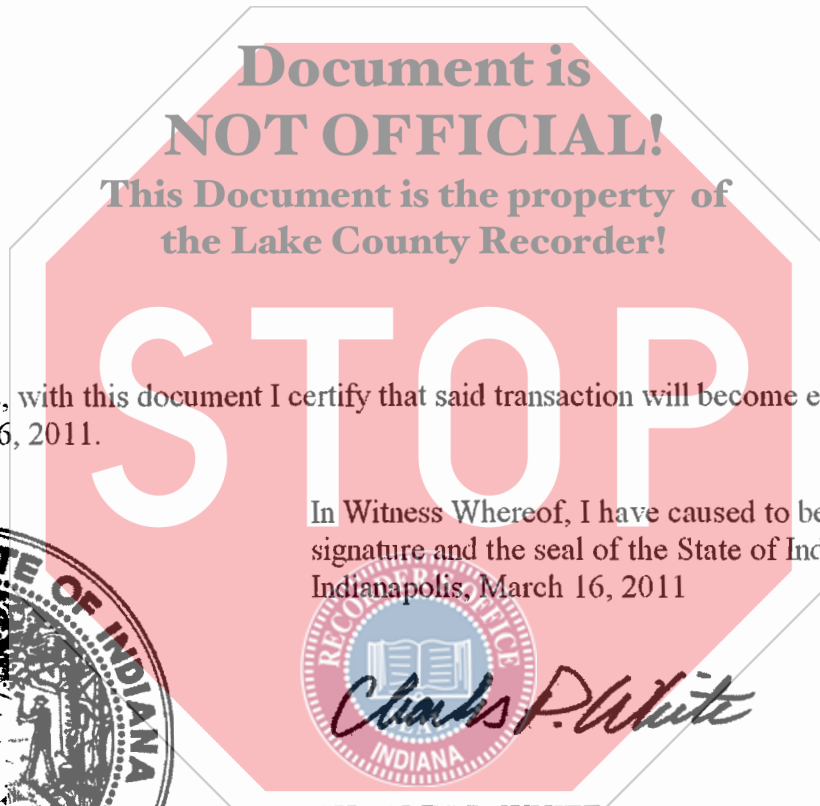 Document is
NOT OFFICIAL!
This Document is the property of
the Lake County Recorder!
STOP
, with this document I certify that said transaction will become e
6, 2011.
In Witness Whereof, I have caused to be
signature and the seal of the State of Ind
Indianapolis, March 16, 2011
RECORDER OFFICE
INDIANA
Charles P. White
E OF INDIANA